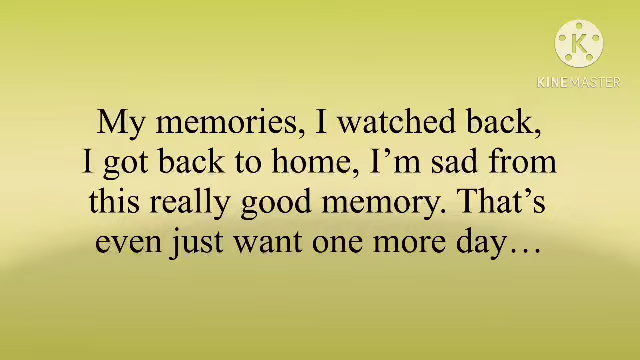 K
KINEMASTER
My memories, I watched back,
I got back to home, I’m sad from
this really good memory. That’s
even just want one more day…